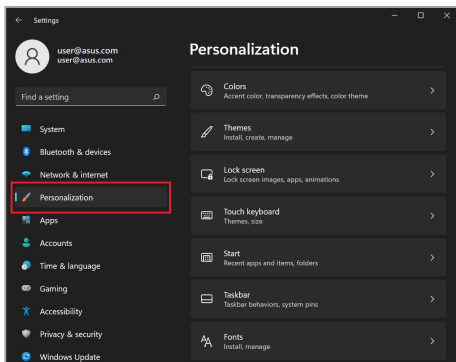 Settings
user@asus.com
user@asus.com
Find a setting
System
Bluetooth & devices
Network & internet
Personalization
Apps
Accounts
Time & language
Gaming
Accessibility
Privacy & security
Windows Update
Personalization
Colors
Accent color, transparency effects, color theme
Themes
Install, create, manage
Lock screen
Lock screen images, apps, animations
Touch keyboard
Themes, size
Start
Recent apps and items, folders
Taskbar
Taskbar behaviors, system pins
Fonts
Install, manage